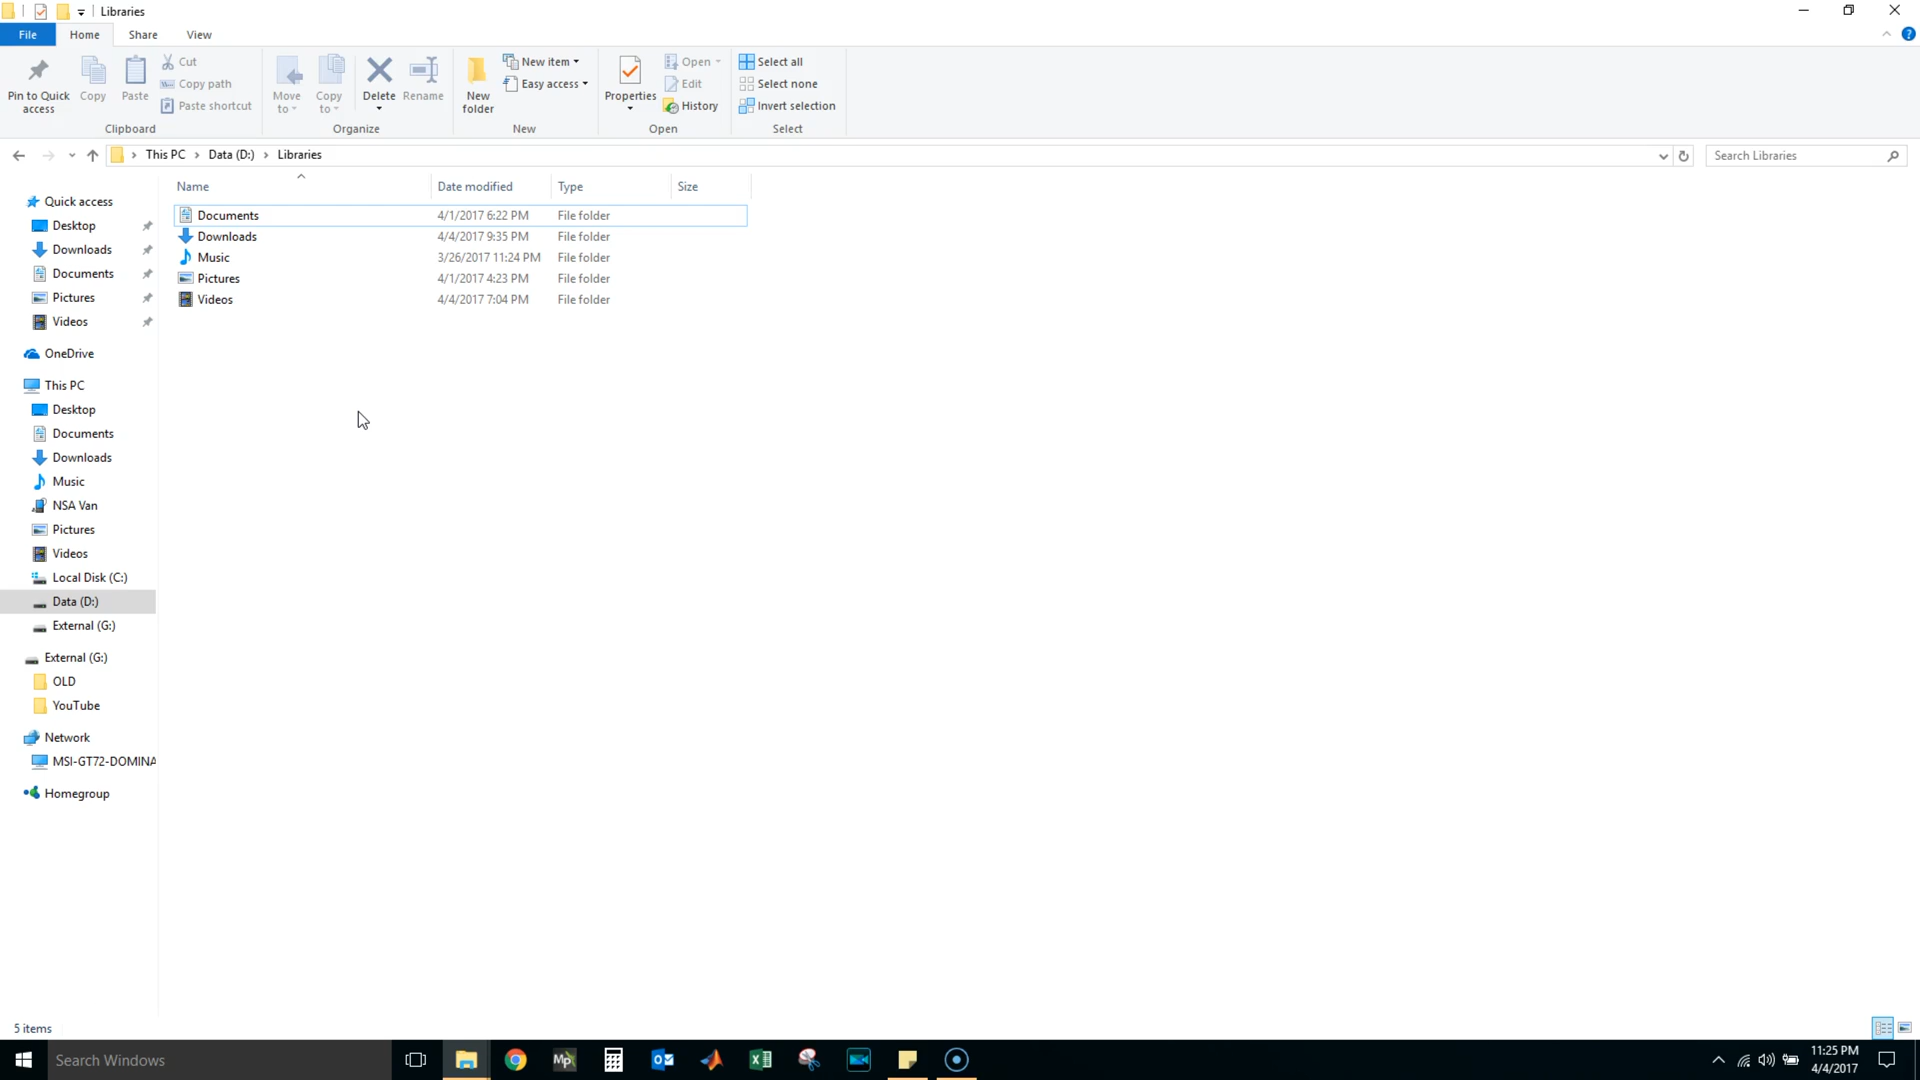 Libraries
File Home Share View
Pin to Quick access
Copy
Paste
Cut
Copy path
Paste shortcut
Clipboard
Move to
Copy to
Delete
Rename
Organize
New folder
New item
Easy access
New
Properties
Open
Edit
History
Open
Select all
Select none
Invert selection
Select
This PC > Data (D:) > Libraries
Search Libraries
Name Date modified Type Size
Documents 4/1/2017 6:22 PM File folder
Downloads 4/4/2017 9:35 PM File folder
Music 3/26/2017 11:24 PM File folder
Pictures 4/1/2017 4:23 PM File folder
Videos 4/4/2017 7:04 PM File folder
Quick access
Desktop
Downloads
Documents
Pictures
Videos
OneDrive
This PC
Desktop
Documents
Downloads
Music
NSA Van
Pictures
Videos
Local Disk (C:)
Data (D:)
External (G:)
External (G:)
OLD
YouTube
Network
MSI-GT72-DOMINA
Homegroup
5 items
Search Windows
Mp
11:25 PM
4/4/2017